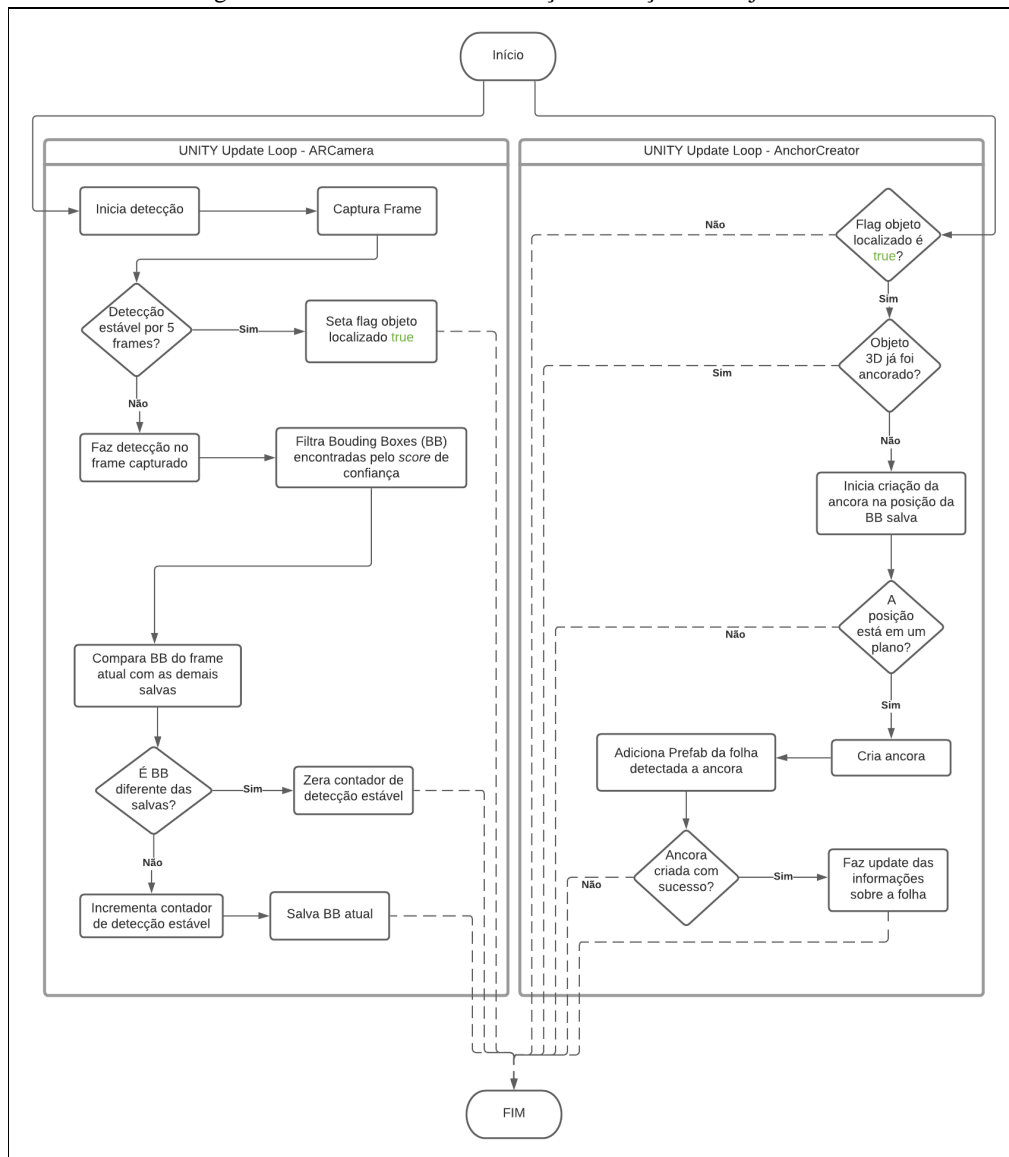 Início
UNITY Update Loop - ARCamera
Inicia detecção
Captura Frame
Detecção
estável por 5
frames?
Sim
Seta flag objeto
localizado true
Não
Faz detecção no
frame capturado
Filtra Bouding Boxes (BB)
encontradas pelo score de
confiança
Compara BB do frame
atual com as demais
salvas
É BB
diferente das
salvas?
Sim
Zera contador de
detecção estável
Não
Incrementa contador
de detecção estável
Salva BB atual
UNITY Update Loop - AnchorCreator
Flag objeto
localizado é
true?
Não
Sim
Objeto
3D já foi
ancorado?
Sim
Não
Inicia criação da
ancora na posição da
BB salva
A
posição
está em um
plano?
Não
Sim
Cria ancora
Adiciona Prefab da folha
detectada a ancora
Ancora
criada com
sucesso?
Não
Sim
Faz update das
informações
sobre a folha
FIM